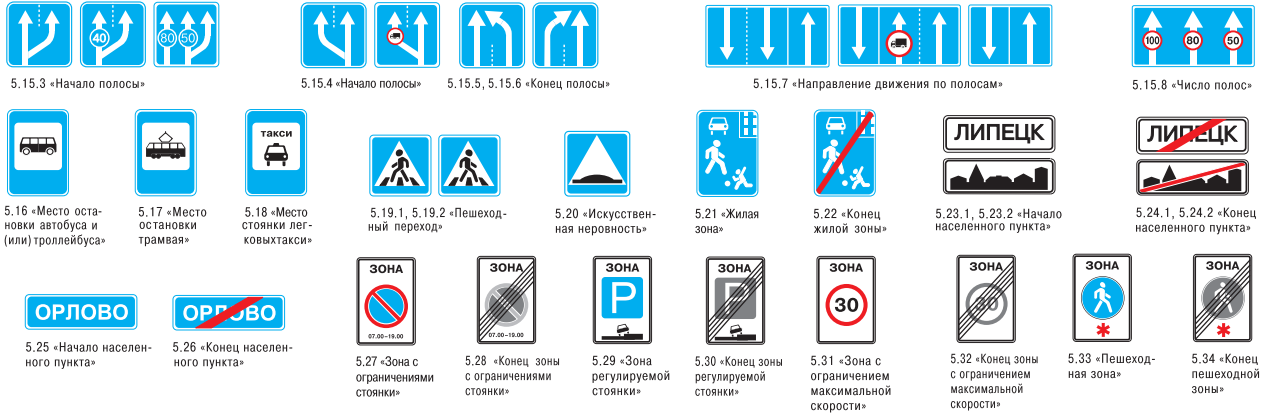 40
80 50
100 80 50
5.15.3 «Начало полосы»
5.15.4 «Начало полосы»
5.15.5, 5.15.6 «Конец полосы»
5.15.7 «Направление движения по полосам»
5.15.8 «Число полос»
такси
ЛИПЕЦК
ЛИПЕЦК
5.16 «Место оста-
новки автобуса и
(или) троллейбуса»
5.17 «Место
остановки
трамвая»
5.18 «Место
стоянки лег-
ковыхтакси»
5.19.1, 5.19.2 «Пешеход-
ный переход»
5.20 «Искусствен-
ная неровность»
5.21 «Жилая
зона»
5.22 «Конец
жилой зоны»
5.23.1, 5.23.2 «Начало
населенного пункта»
5.24.1, 5.24.2 «Конец
населенного пункта»
ОРЛОВО
5.25 «Начало населен-
ного пункта»
ОРЛОВО
5.26 «Конец населен-
ного пункта»
ЗОНА
07.00–19.00
5.27 «Зона с
ограничениями
стоянки»
ЗОНА
07.00–19.00
5.28 «Конец зоны
с ограничениями
стоянки»
ЗОНА
P
5.29 «Зона
регулируемой
стоянки»
ЗОНА
P
5.30 «Конец зоны
регулируемой
стоянки»
ЗОНА
30
5.31 «Зона с
ограничением
максимальной
скорости»
ЗОНА
30
5.32 «Конец зоны
с ограничением
максимальной
скорости»
ЗОНА
*
5.33 «Пешеход-
ная зона»
ЗОНА
*
5.34 «Конец
пешеходной
зоны»